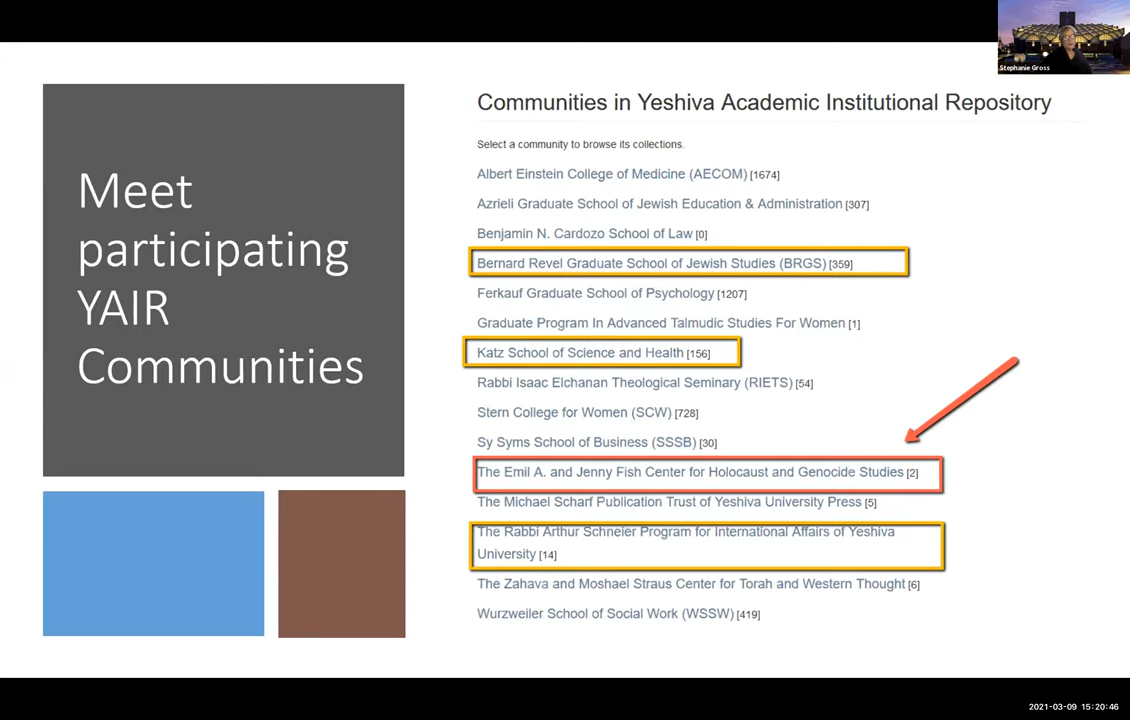 Stephanie Gross
Meet
participating
YAIR
Communities
Communities in Yeshiva Academic Institutional Repository
Select a community to browse its collections.
Albert Einstein College of Medicine (AECOM) [1674]
Azrieli Graduate School of Jewish Education & Administration [307]
Benjamin N. Cardozo School of Law [0]
Bernard Revel Graduate School of Jewish Studies (BRGS) [359]
Ferkauf Graduate School of Psychology [1207]
Graduate Program In Advanced Talmudic Studies For Women [1]
Katz School of Science and Health [156]
Rabbi Isaac Elchanan Theological Seminary (RIETS) [54]
Stern College for Women (SCW) [728]
Sy Syms School of Business (SSSB) [30]
The Emil A. and Jenny Fish Center for Holocaust and Genocide Studies [2]
The Michael Scharf Publication Trust of Yeshiva University Press [5]
The Rabbi Arthur Schneier Program for International Affairs of Yeshiva
University [14]
The Zahava and Moshael Straus Center for Torah and Western Thought [6]
Wurzweiler School of Social Work (WSSW) [419]
2021-03-09 15:20:46